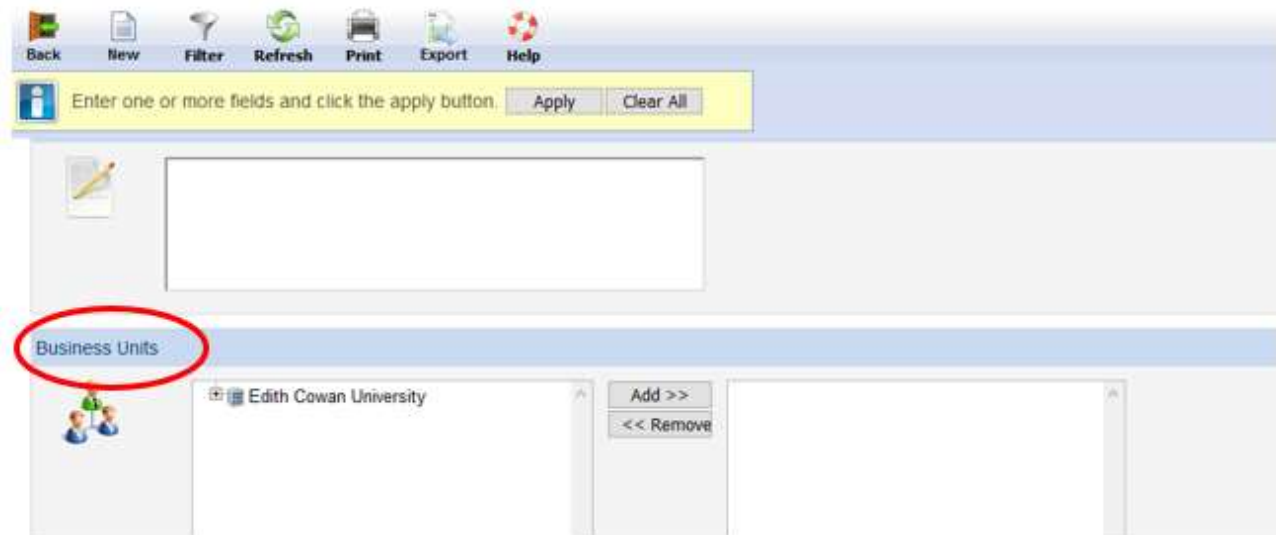 Back New Filter Refresh Print Export Help
Enter one or more fields and click the apply button. Apply Clear All
Business Units
Edith Cowan University Add >>
<< Remove